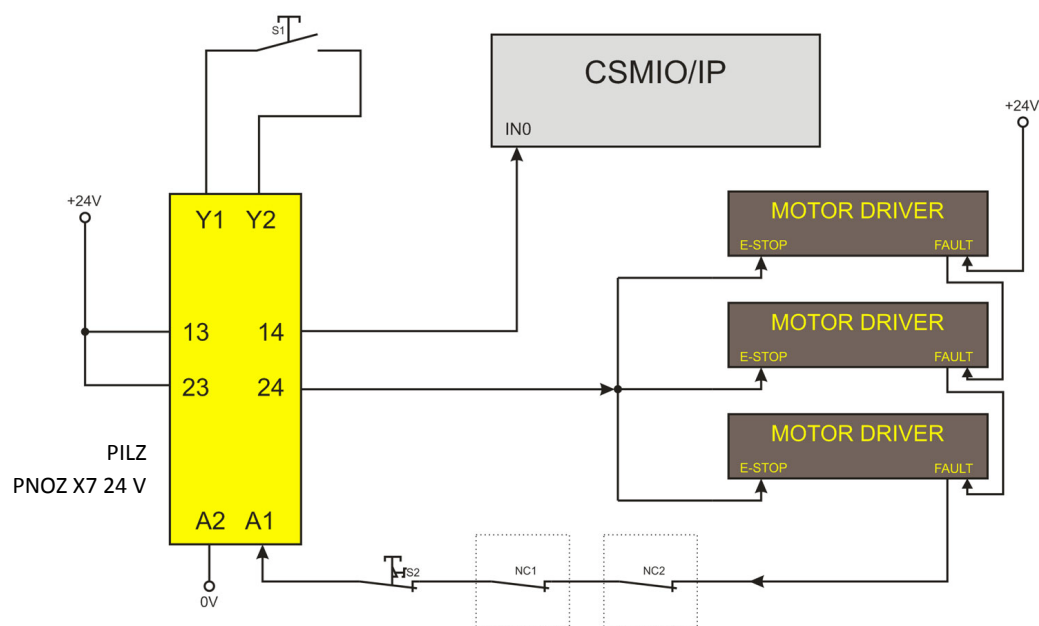 S1
CSMIO/IP
IN0
+24V
+24V
Y1 Y2
MOTOR DRIVER
E-STOP FAULT
13 14
MOTOR DRIVER
E-STOP FAULT
23 24
MOTOR DRIVER
E-STOP FAULT
PILZ
PNOZ X7 24 V
A2 A1
S2
NC1
NC2
0V